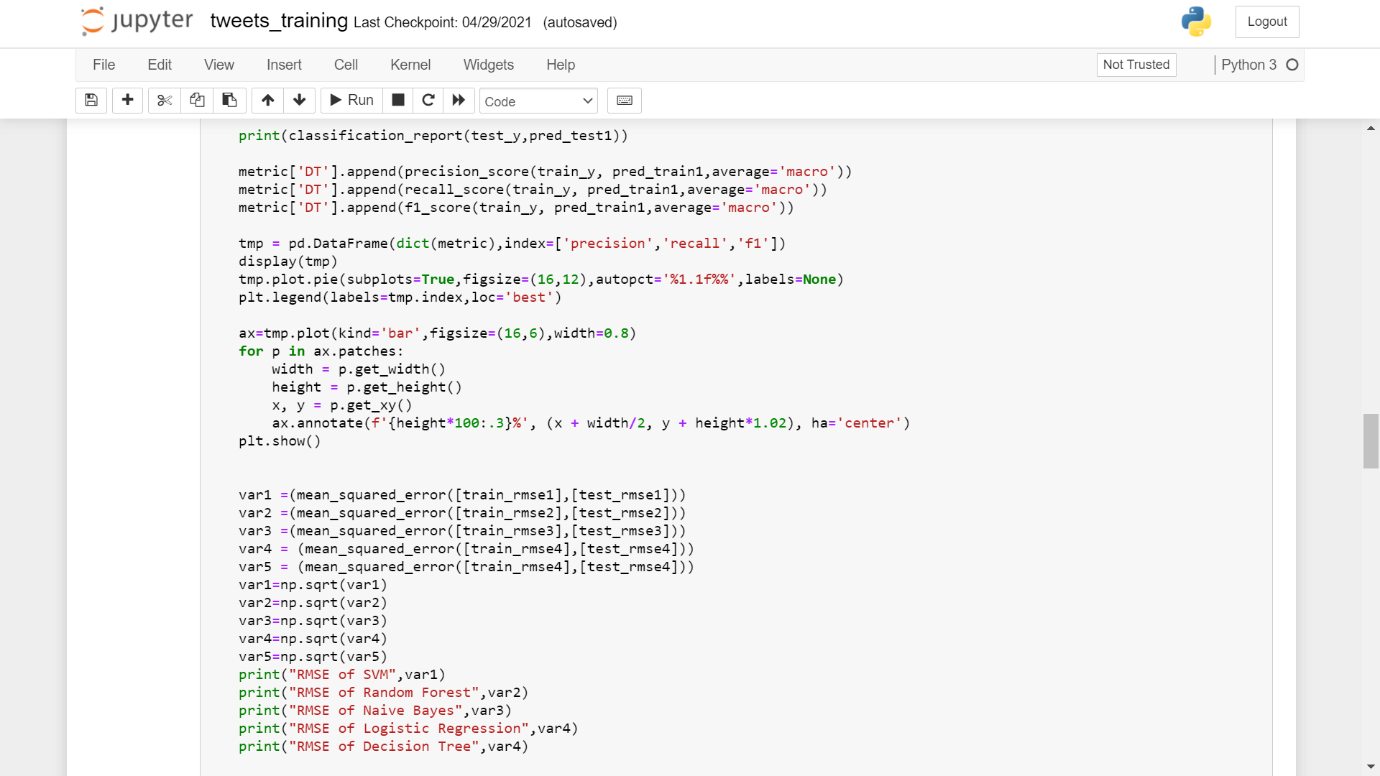 jupyter tweets_training Last Checkpoint: 04/29/2021 (autosaved) Logout
File Edit View Insert Cell Kernel Widgets Help Not Trusted Python 3
Run Code
print(classification_report(test_y,pred_test1))
metric['DT'].append(precision_score(train_y, pred_train1,average='macro'))
metric['DT'].append(recall_score(train_y, pred_train1,average='macro'))
metric['DT'].append(f1_score(train_y, pred_train1,average='macro'))
tmp = pd.DataFrame(dict(metric),index=['precision','recall','f1'])
display(tmp)
tmp.plot.pie(subplots=True,figsize=(16,12),autopct='%1.1f%%',labels=None)
plt.legend(labels=tmp.index,loc='best')
ax=tmp.plot(kind='bar',figsize=(16,6),width=0.8)
for p in ax.patches:
    width = p.get_width()
    height = p.get_height()
    x, y = p.get_xy()
    ax.annotate(f'{height*100:.3}%', (x + width/2, y + height*1.02), ha='center')
plt.show()
var1 =(mean_squared_error([train_rmse1],[test_rmse1]))
var2 =(mean_squared_error([train_rmse2],[test_rmse2]))
var3 =(mean_squared_error([train_rmse3],[test_rmse3]))
var4 = (mean_squared_error([train_rmse4],[test_rmse4]))
var5 = (mean_squared_error([train_rmse4],[test_rmse4]))
var1=np.sqrt(var1)
var2=np.sqrt(var2)
var3=np.sqrt(var3)
var4=np.sqrt(var4)
var5=np.sqrt(var5)
print("RMSE of SVM",var1)
print("RMSE of Random Forest",var2)
print("RMSE of Naive Bayes",var3)
print("RMSE of Logistic Regression",var4)
print("RMSE of Decision Tree",var4)